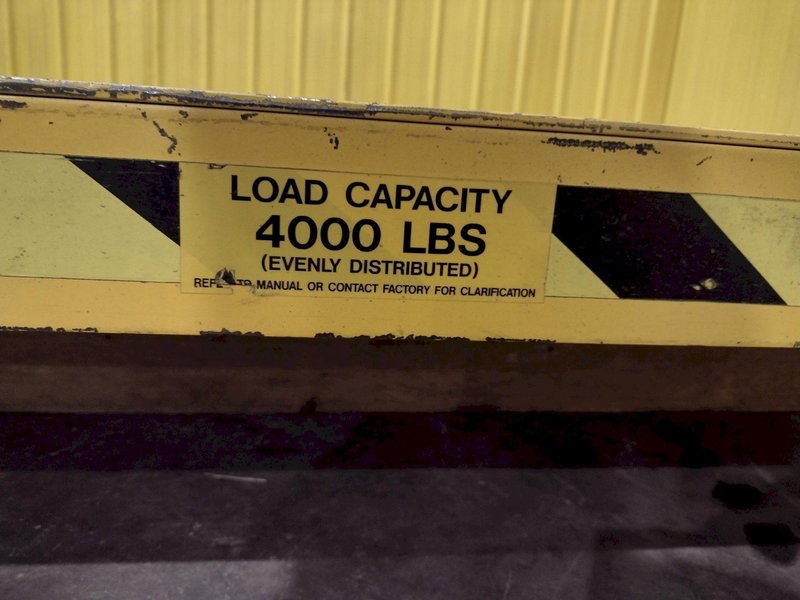 LOAD CAPACITY
4000 LBS
(EVENLY DISTRIBUTED)
MANUAL OR CONTACT FACTORY FOR CLARIFICATION